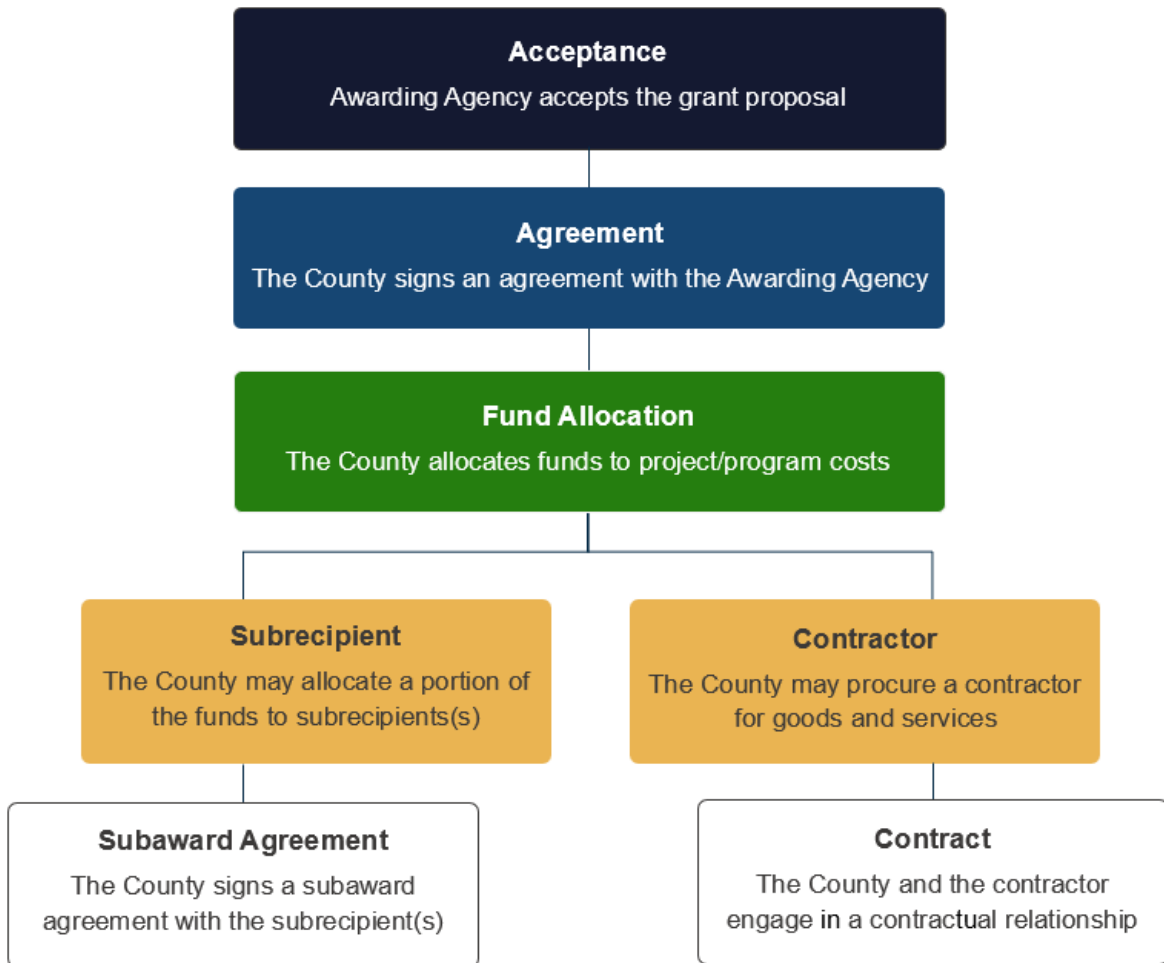 Acceptance
Awarding Agency accepts the grant proposal
Agreement
The County signs an agreement with the Awarding Agency
Fund Allocation
The County allocates funds to project/program costs
Subrecipient
The County may allocate a portion of
the funds to subrecipients(s)
Contractor
The County may procure a contractor
for goods and services
Subaward Agreement
The County signs a subaward
agreement with the subrecipient(s)
Contract
The County and the contractor
engage in a contractual relationship